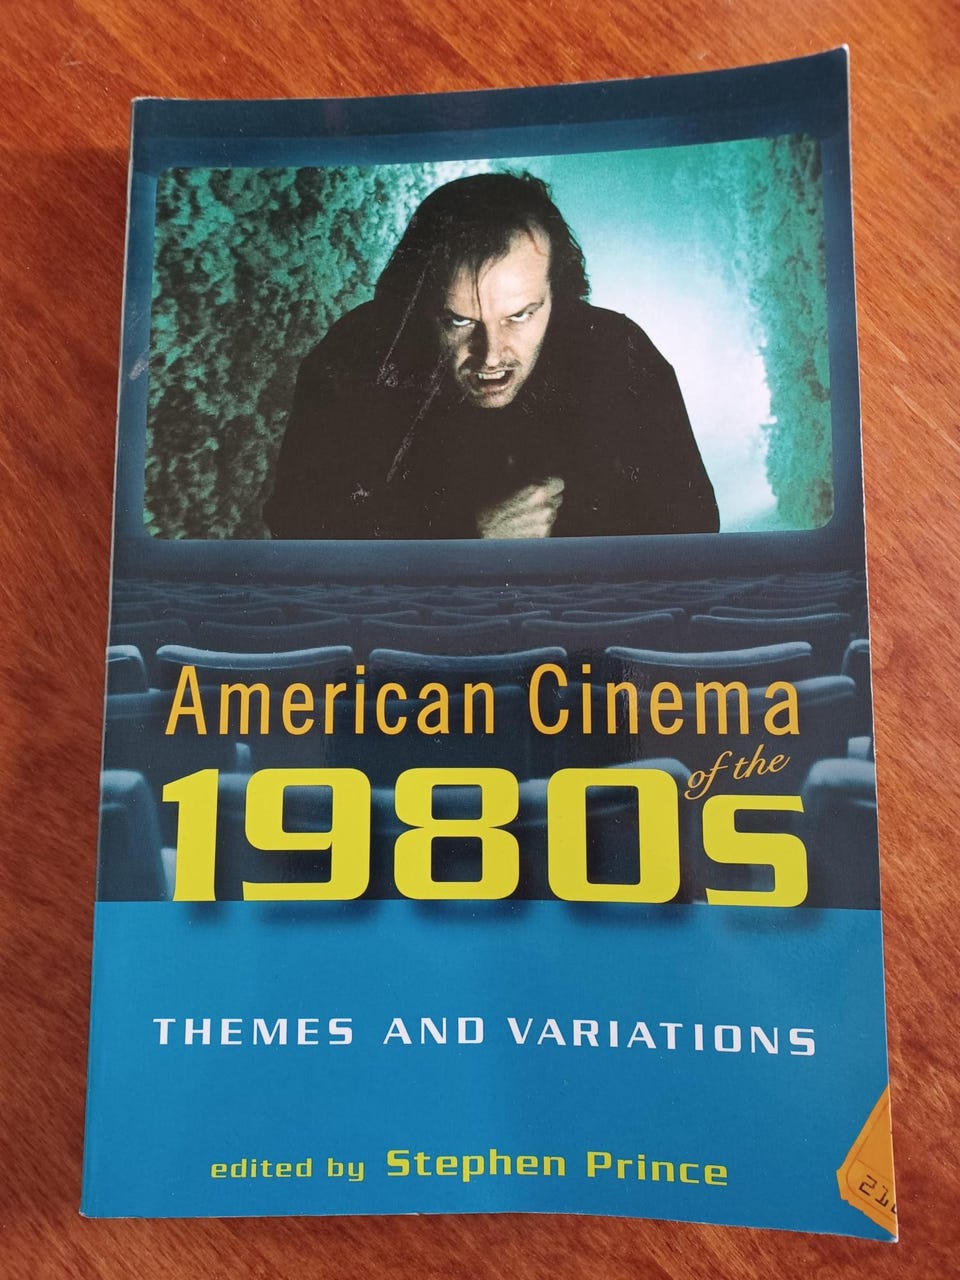 American Cinema
of the
1980s
THEMES AND VARIATIONS
edited by Stephen Prince